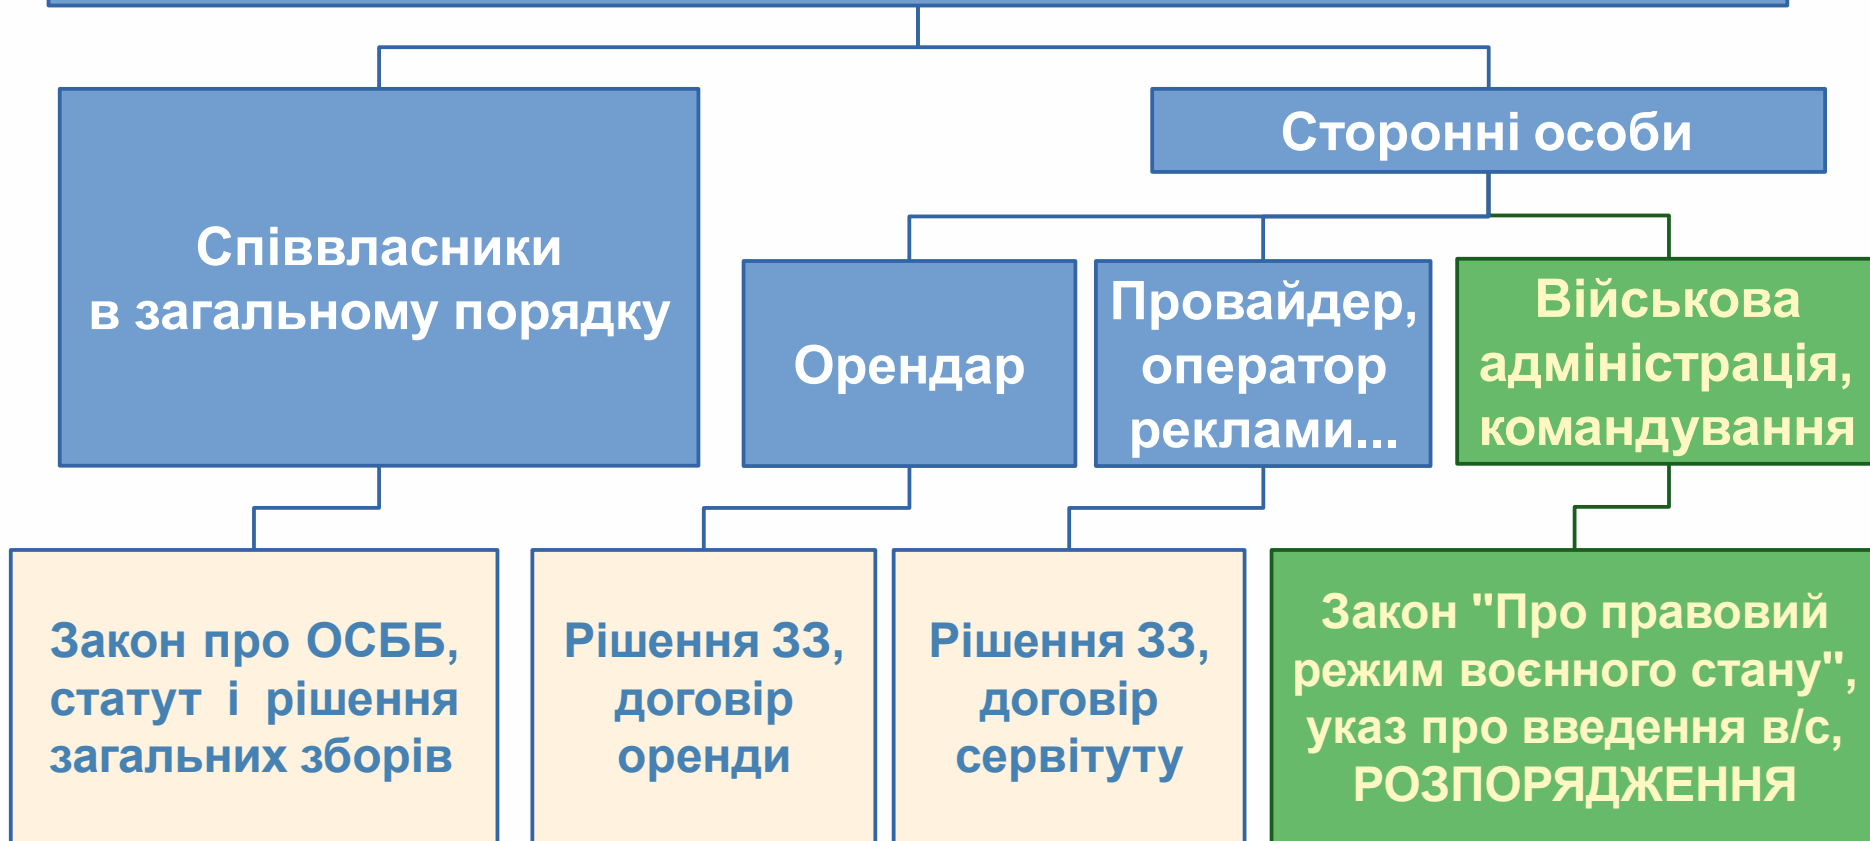 Сторонні особи
Співвласники
в загальному порядку
Орендар
Провайдер,
оператор
реклами...
Військова
адміністрація,
командування
Закон про ОСББ,
статут і рішення
загальних зборів
Рішення ЗЗ,
договір
оренди
Рішення ЗЗ,
договір
сервітуту
Закон "Про правовий
режим воєнного стану",
указ про введення в/с,
РОЗПОРЯДЖЕННЯ